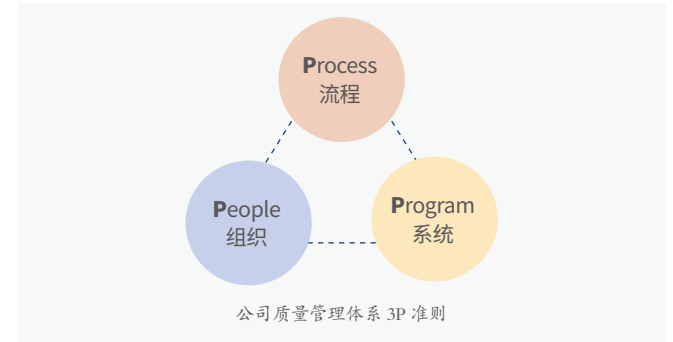 Process
流程
People
组织
Program
系统
公司质量管理体系 3P 准则